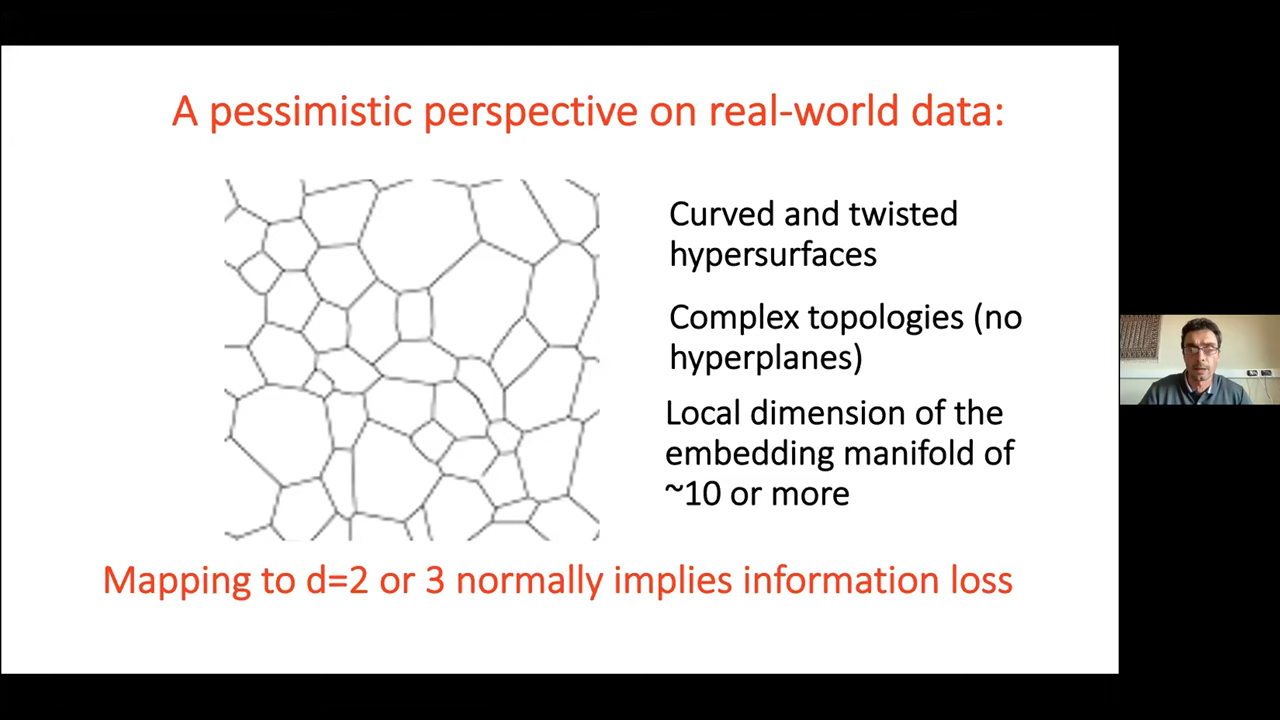 A pessimistic perspective on real-world data:
Curved and twisted
hypersurfaces
Complex topologies (no
hyperplanes)
Local dimension of the
embedding manifold of
~10 or more
Mapping to d=2 or 3 normally implies information loss